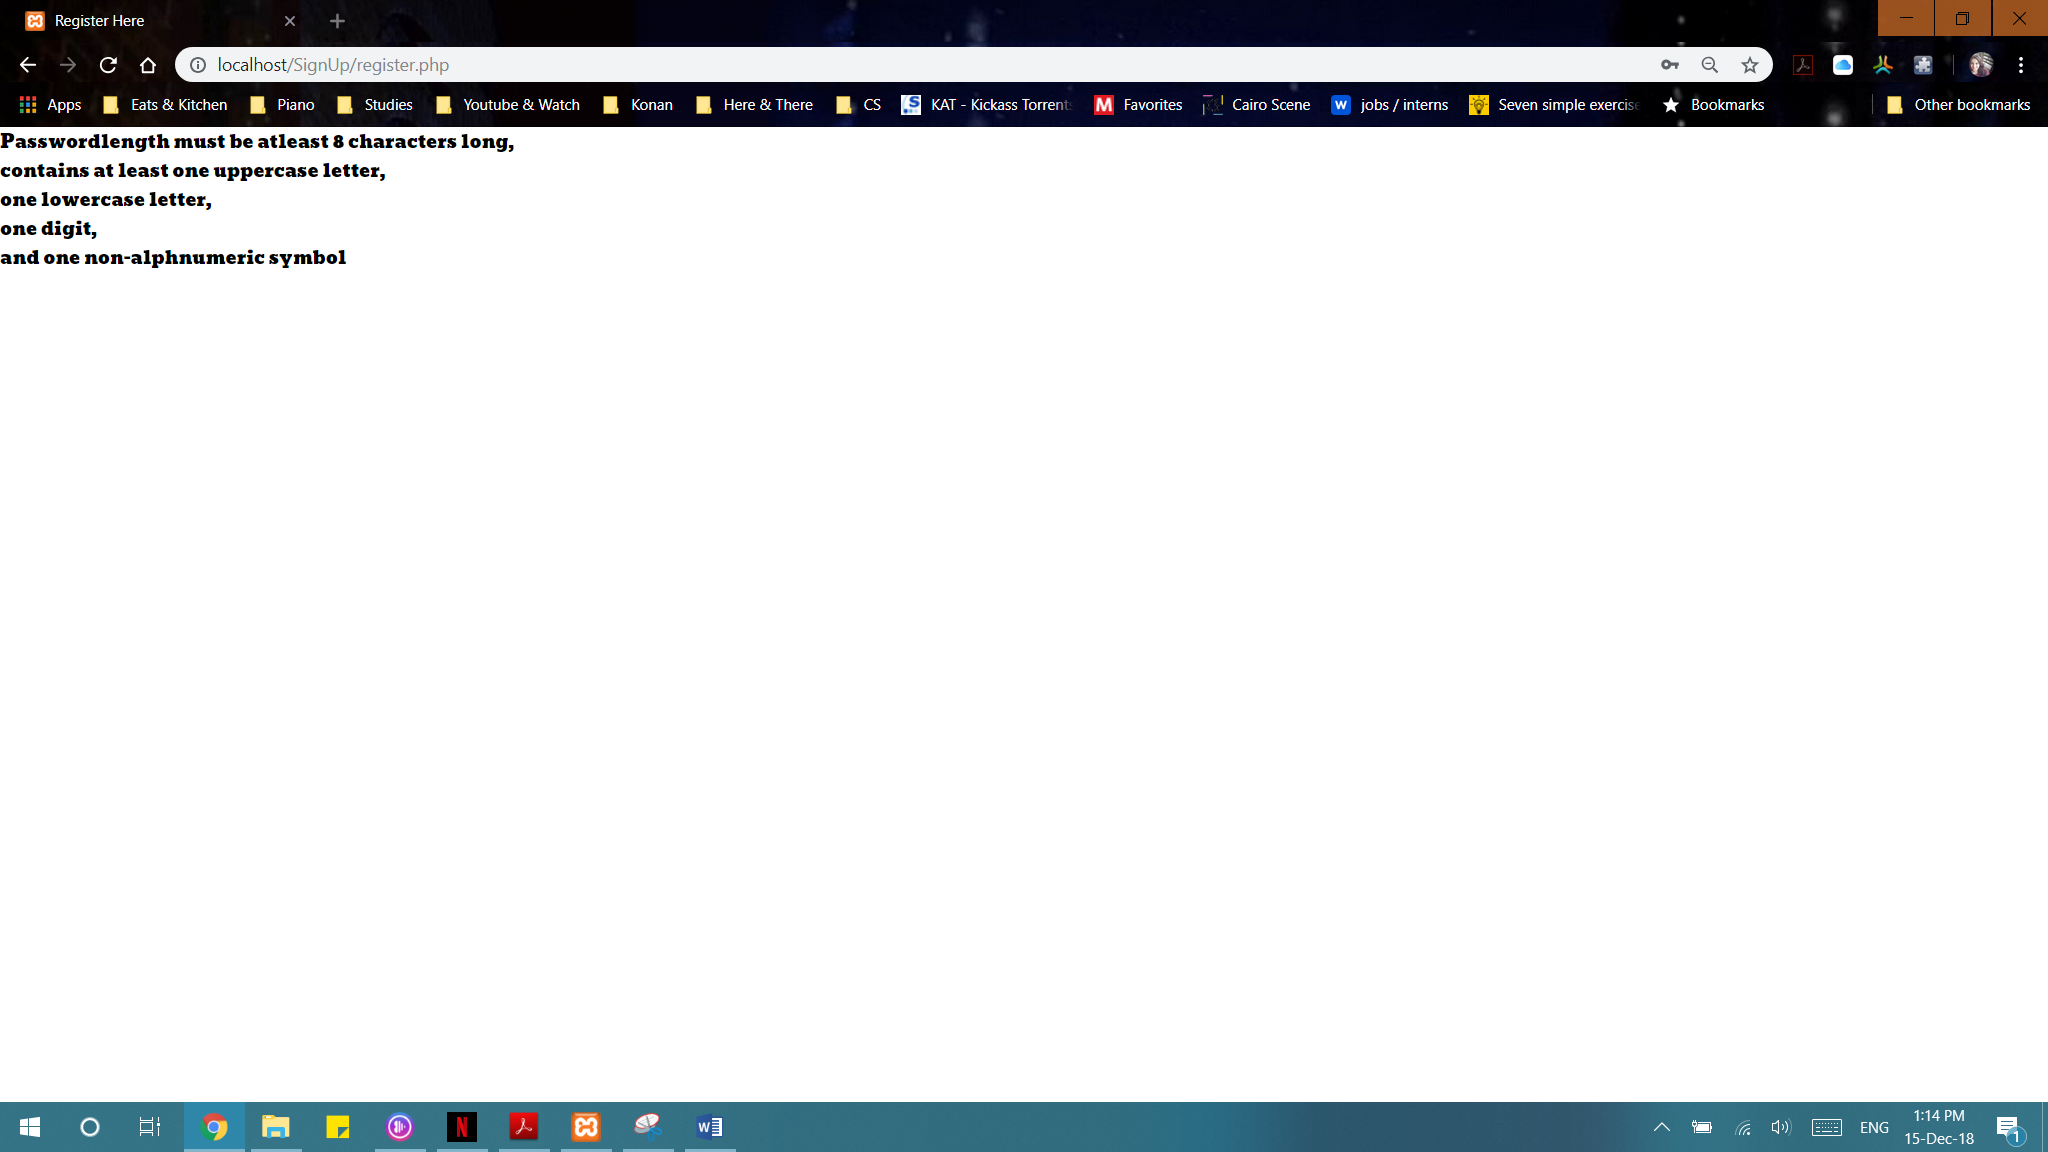 Register Here
localhost/SignUp/register.php
Apps Eats & Kitchen Piano Studies Youtube & Watch Konan Here & There CS KAT - Kickass Torrents Favorites Cairo Scene jobs / interns Seven simple exercise Bookmarks Other bookmarks
Passwordlength must be atleast 8 characters long,
contains at least one uppercase letter,
one lowercase letter,
one digit,
and one non-alphnumeric symbol
ENG
1:14 PM
15-Dec-18
1